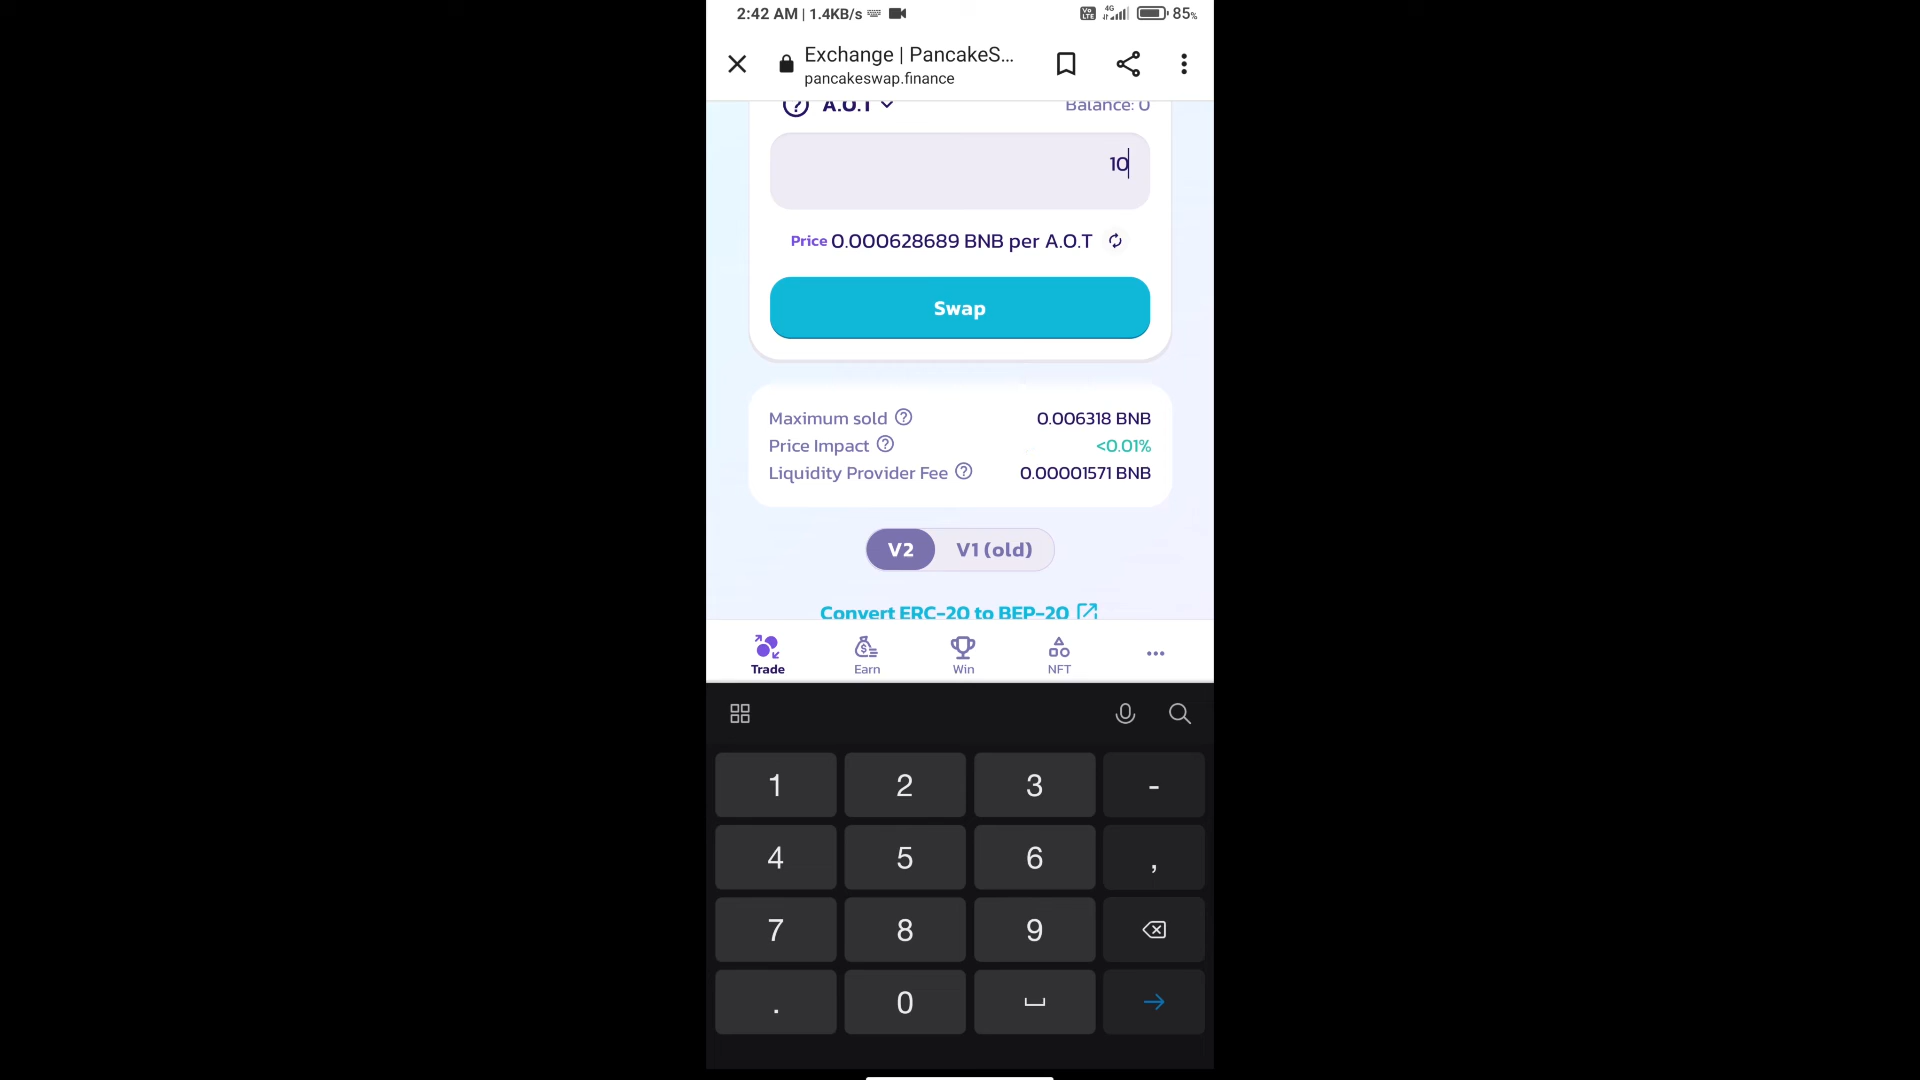 2:42 AM | 1.4KB/s Vo LTE 4G 85%
Exchange | PancakeS...
pancakeswap.finance
A.O.T Balance: 0
10
Price 0.000628689 BNB per A.O.T
Swap
Maximum sold 0.006318 BNB
Price Impact <0.01%
Liquidity Provider Fee 0.00001571 BNB
V2 V1 (old)
Convert ERC-20 to BEP-20
Trade Earn Win NFT
1 2 3 -
4 5 6 ,
7 8 9
. 0